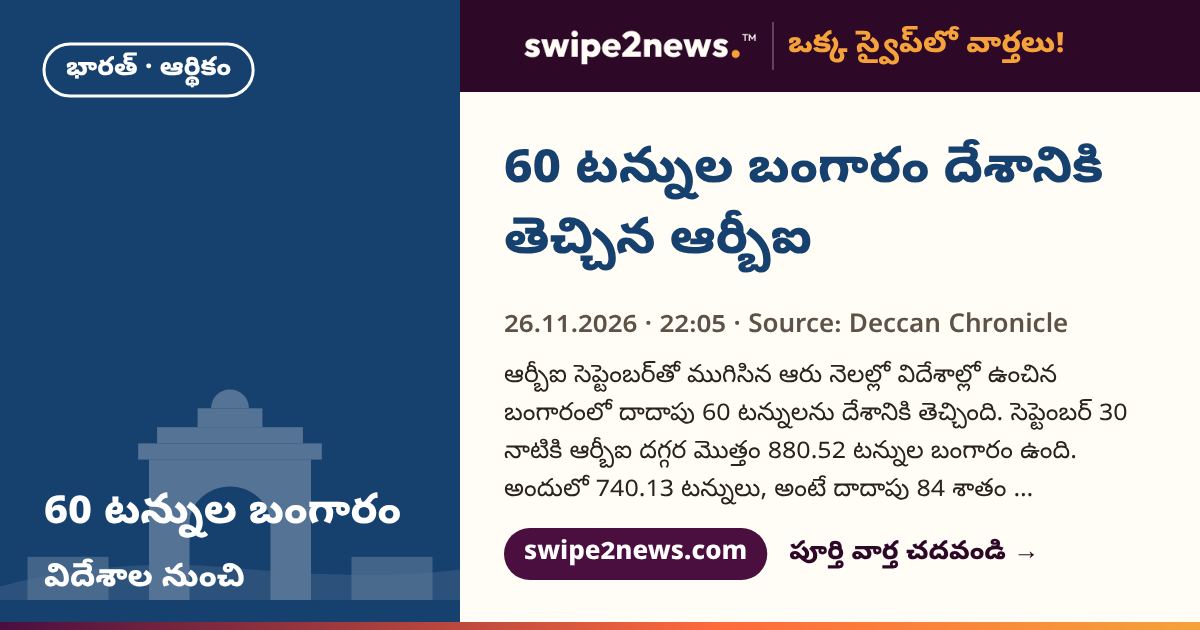 భారత్ · ఆర్థికం
60 టన్నుల బంగారం
విదేశాల నుంచి
swipe2news.™ ఒక్క స్వైప్‌లో వార్తలు!
60 టన్నుల బంగారం దేశానికి
తెచ్చిన ఆర్బీఐ
26.11.2026 · 22:05 · Source: Deccan Chronicle
ఆర్బీఐ సెప్టెంబర్‌తో ముగిసిన ఆరు నెలల్లో విదేశాల్లో ఉంచిన
బంగారంలో దాదాపు 60 టన్నులను దేశానికి తెచ్చింది. సెప్టెంబర్ 30
నాటికి ఆర్బీఐ దగ్గర మొత్తం 880.52 టన్నుల బంగారం ఉంది.
అందులో 740.13 టన్నులు, అంటే దాదాపు 84 శాతం ...
swipe2news.com పూర్తి వార్త చదవండి →